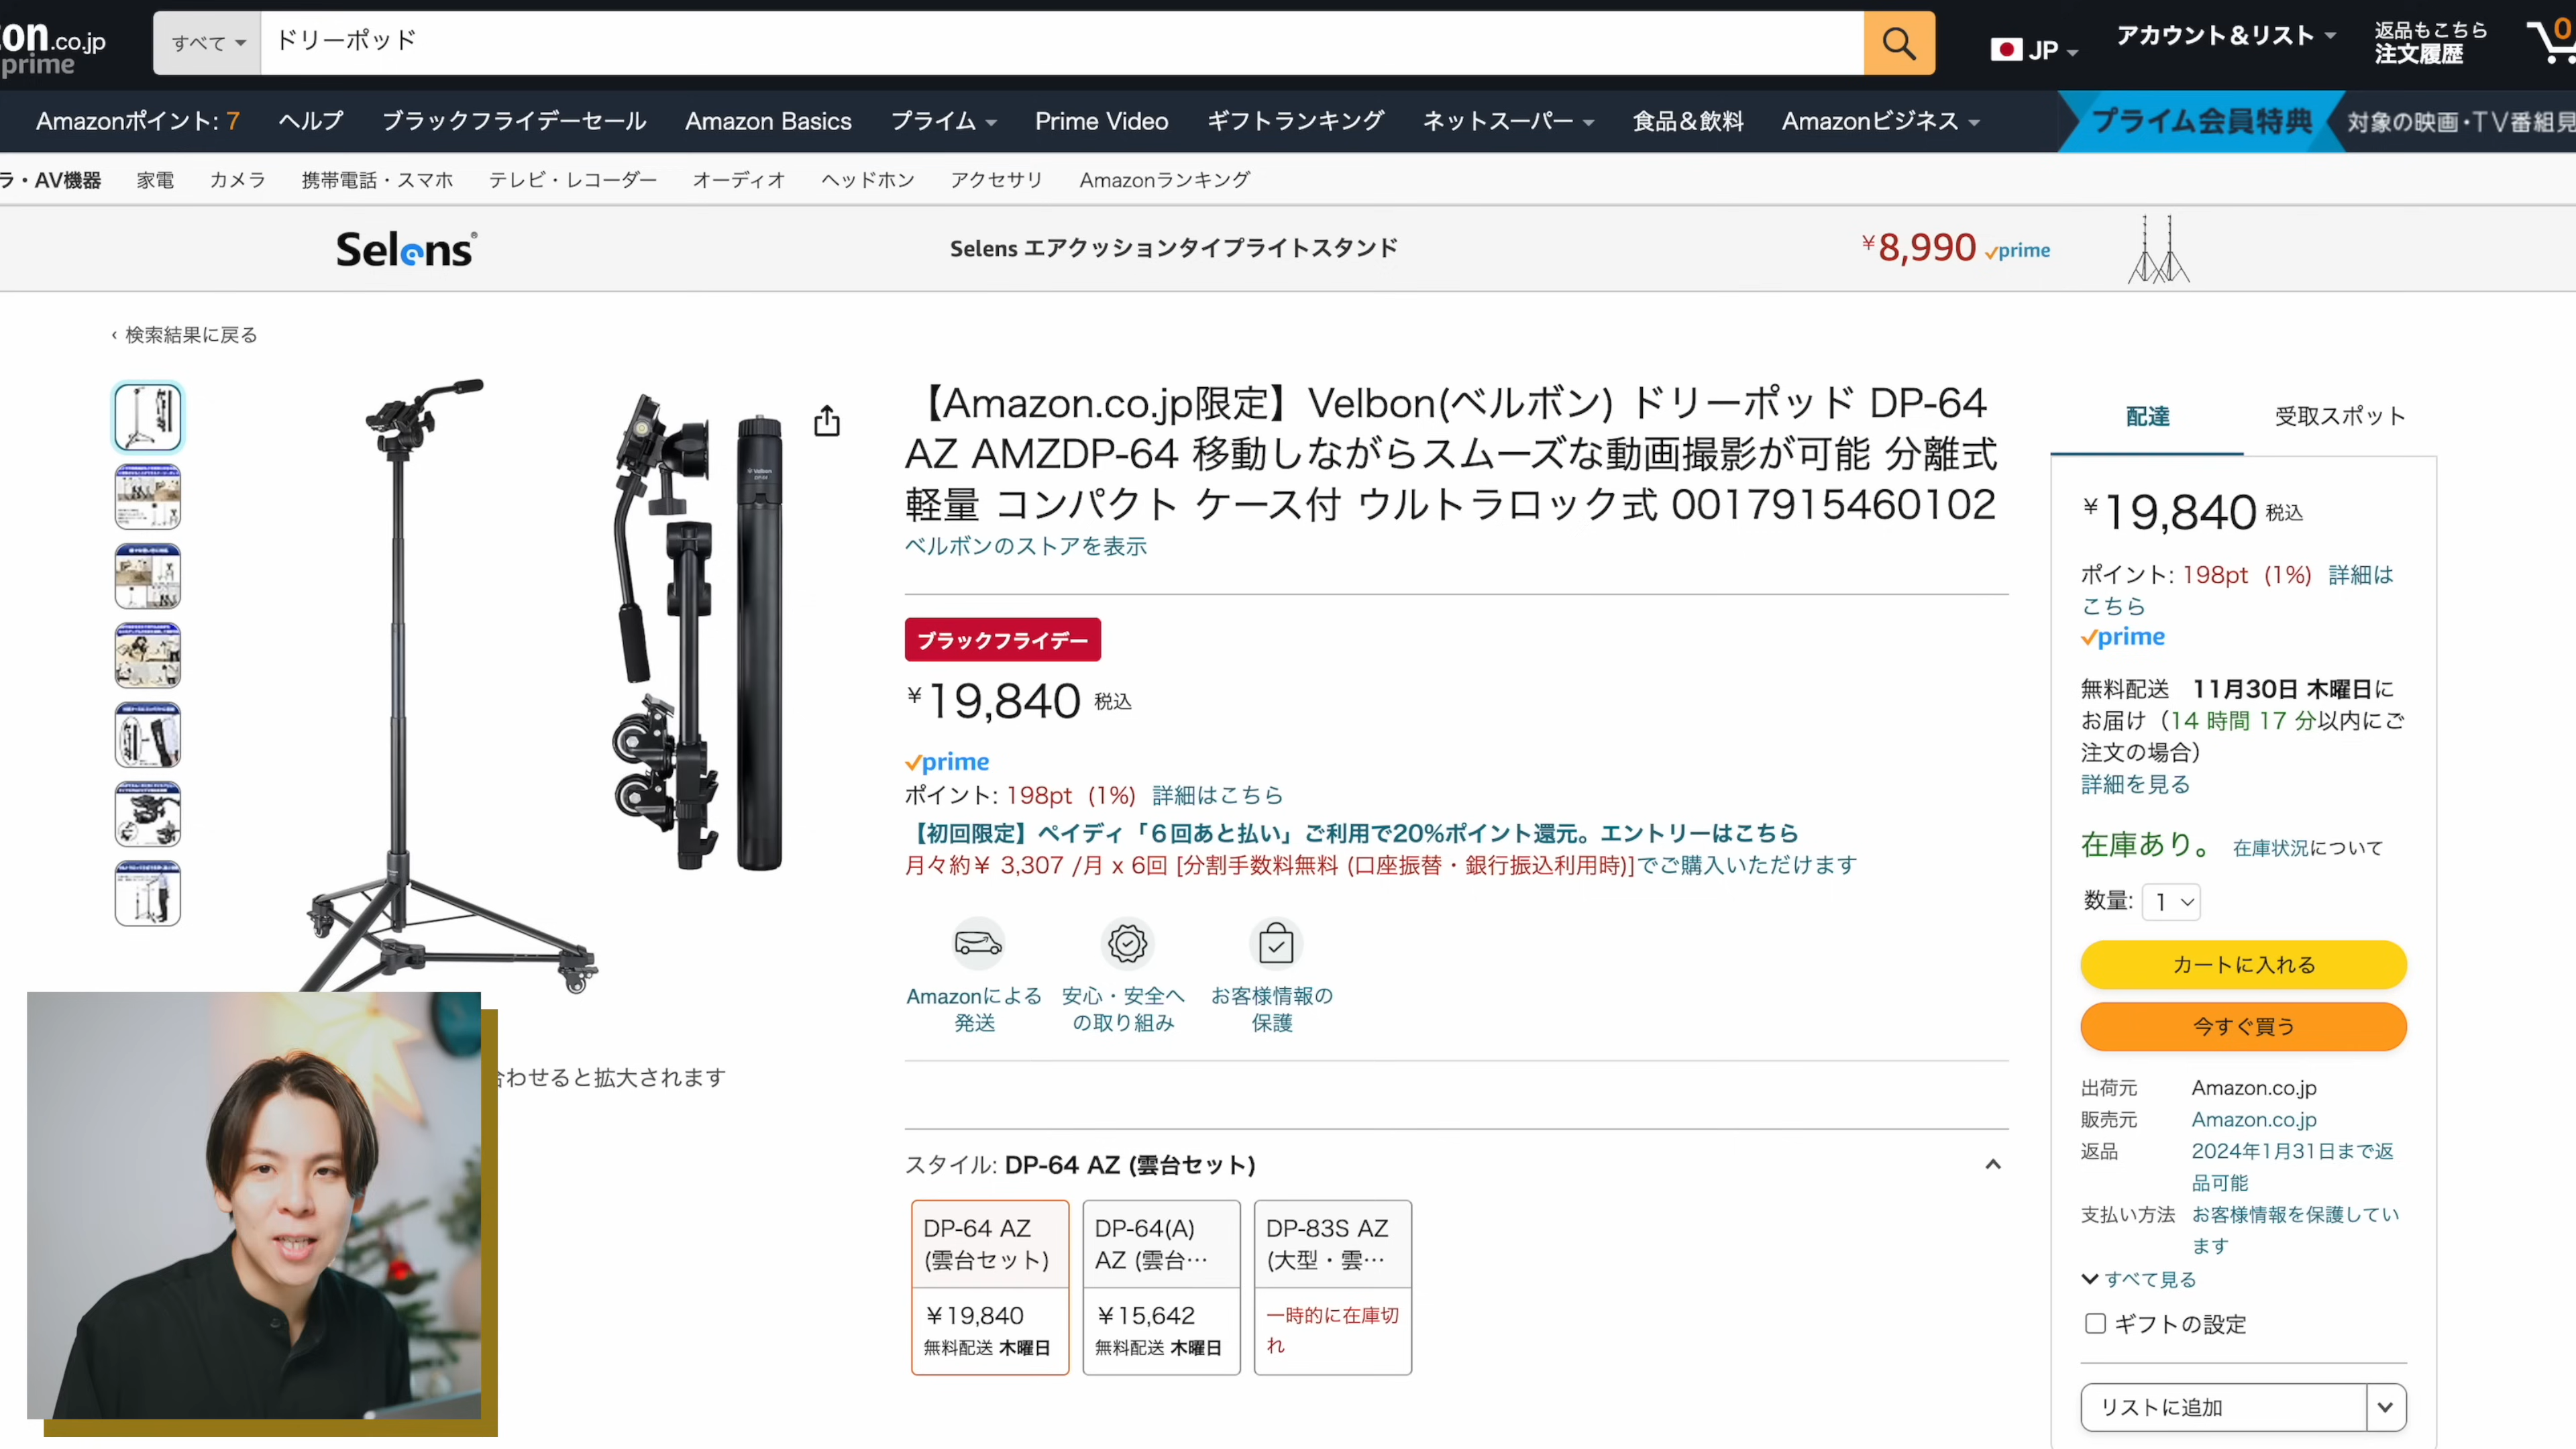 on.co.jp
prime
すべて
ドリーポッド
JP
アカウント＆リスト
返品もこちら
注文履歴
0
Amazonポイント: 7
ヘルプ
ブラックフライデーセール
Amazon Basics
プライム
Prime Video
ギフトランキング
ネットスーパー
食品＆飲料
Amazonビジネス
プライム会員特典
対象の映画・TV番組見
ラ・AV機器
家電
カメラ
携帯電話・スマホ
テレビ・レコーダー
オーディオ
ヘッドホン
アクセサリ
Amazonランキング
Selens
Selens エアクッションタイプライトスタンド
￥8,990 prime
‹ 検索結果に戻る
Velbon
【Amazon.co.jp限定】Velbon(ベルボン) ドリーポッド DP-64
AZ AMZDP-64 移動しながらスムーズな動画撮影が可能 分離式
軽量 コンパクト ケース付 ウルトラロック式 0017915460102
ベルボンのストアを表示
ブラックフライデー
￥19,840 税込
prime
ポイント: 198pt (1%) 詳細はこちら
【初回限定】ペイディ「６回あと払い」ご利用で20%ポイント還元。エントリーはこちら
月々約￥ 3,307 /月 x 6回 [分割手数料無料 (口座振替・銀行振込利用時)]でご購入いただけます
Amazonによる
発送
安心・安全へ
の取り組み
お客様情報の
保護
合わせると拡大されます
スタイル: DP-64 AZ (雲台セット)
DP-64 AZ
(雲台セット)
￥19,840
無料配送 木曜日
DP-64(A)
AZ (雲台…
￥15,642
無料配送 木曜日
DP-83S AZ
(大型・雲…
一時的に在庫切
れ
配達
受取スポット
￥19,840 税込
ポイント: 198pt (1%) 詳細は
こちら
prime
無料配送 11月30日 木曜日に
お届け（14 時間 17 分以内にご
注文の場合）
詳細を見る
在庫あり。 在庫状況について
数量: 1
カートに入れる
今すぐ買う
出荷元 Amazon.co.jp
販売元 Amazon.co.jp
返品 2024年1月31日まで返
品可能
支払い方法 お客様情報を保護してい
ます
すべて見る
ギフトの設定
リストに追加